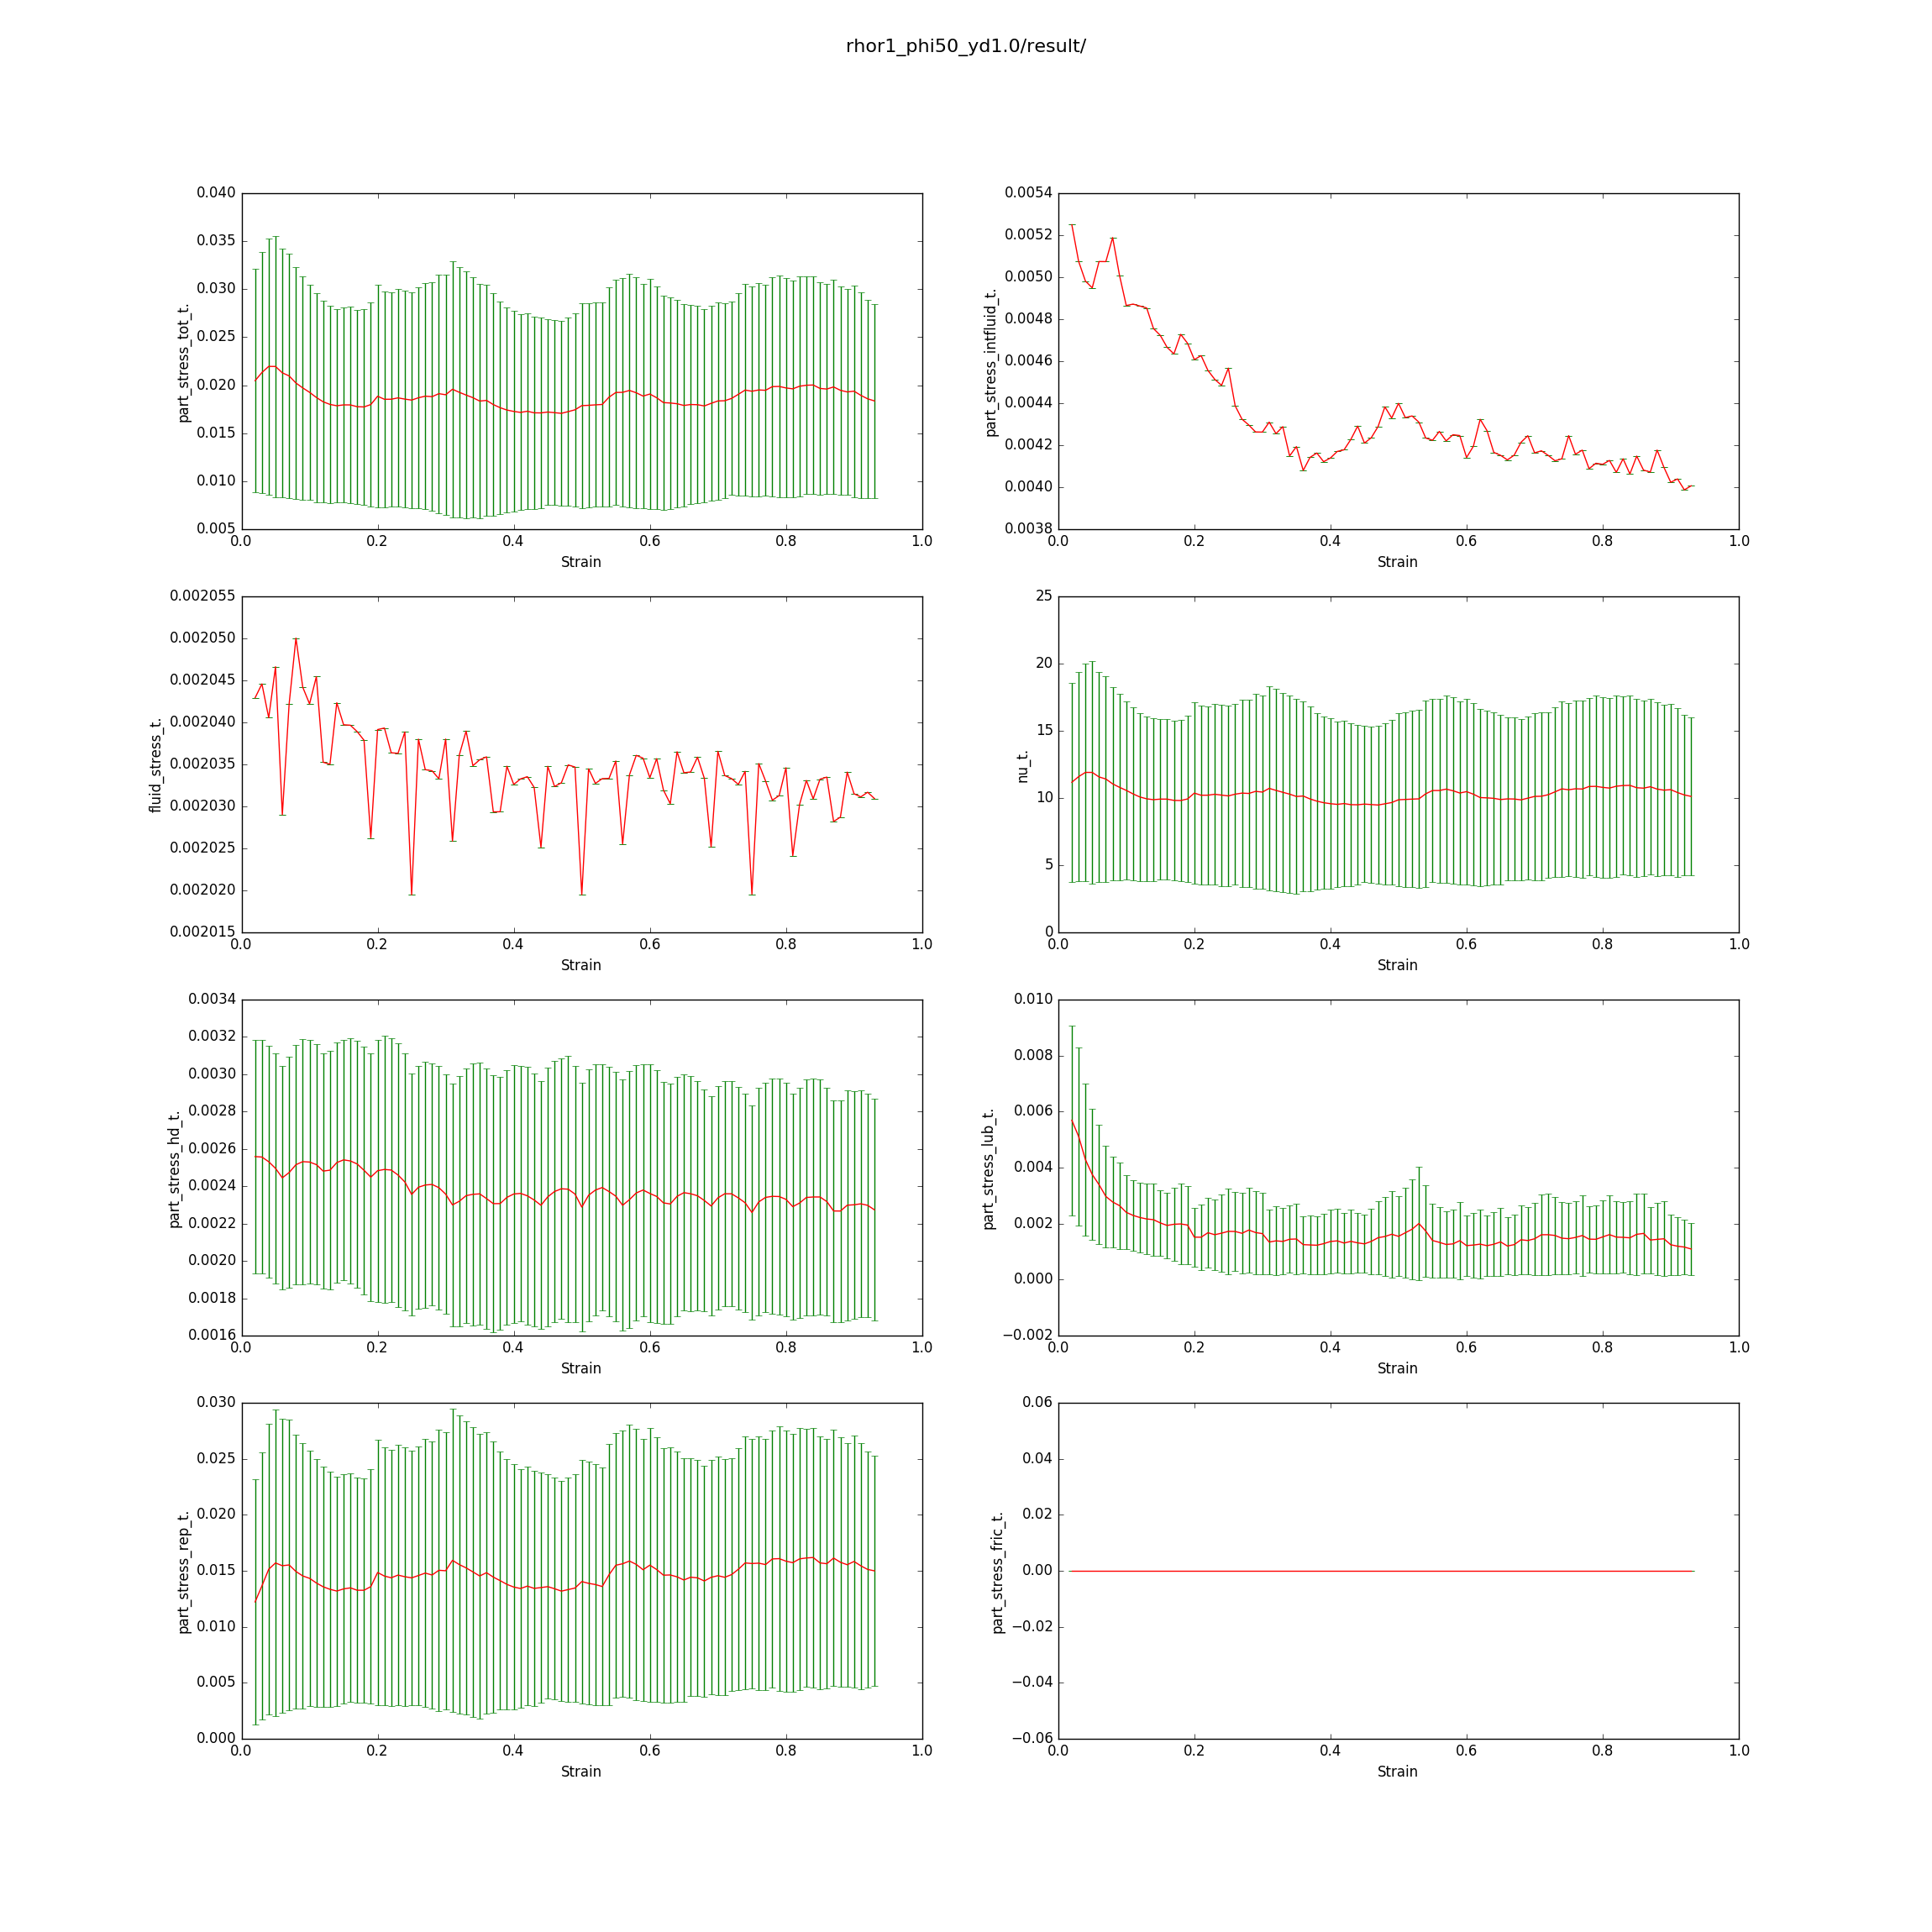 rhor1_phi50_yd1.0/result/
part_stress_tot_t.
0.040
0.035
0.030
0.025
0.020
0.015
0.010
0.005
0.0 0.2 0.4 0.6 0.8 1.0
Strain
part_stress_intfluid_t.
0.0054
0.0052
0.0050
0.0048
0.0046
0.0044
0.0042
0.0040
0.0038
0.0 0.2 0.4 0.6 0.8 1.0
Strain
fluid_stress_t.
0.002055
0.002050
0.002045
0.002040
0.002035
0.002030
0.002025
0.002020
0.002015
0.0 0.2 0.4 0.6 0.8 1.0
Strain
nu_t.
25
20
15
10
5
0
0.0 0.2 0.4 0.6 0.8 1.0
Strain
part_stress_hd_t.
0.0034
0.0032
0.0030
0.0028
0.0026
0.0024
0.0022
0.0020
0.0018
0.0016
0.0 0.2 0.4 0.6 0.8 1.0
Strain
part_stress_lub_t.
0.010
0.008
0.006
0.004
0.002
0.000
−0.002
0.0 0.2 0.4 0.6 0.8 1.0
Strain
part_stress_rep_t.
0.030
0.025
0.020
0.015
0.010
0.005
0.000
0.0 0.2 0.4 0.6 0.8 1.0
Strain
part_stress_fric_t.
0.06
0.04
0.02
0.00
−0.02
−0.04
−0.06
0.0 0.2 0.4 0.6 0.8 1.0
Strain